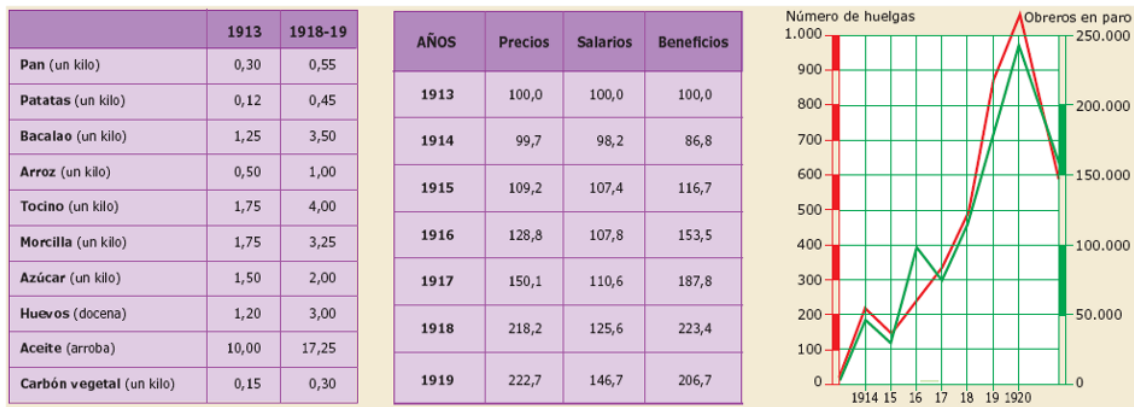 1913 1918-19
Pan (un kilo) 0,30 0,55
Patatas (un kilo) 0,12 0,45
Bacalao (un kilo) 1,25 3,50
Arroz (un kilo) 0,50 1,00
Tocino (un kilo) 1,75 4,00
Morcilla (un kilo) 1,75 3,25
Azúcar (un kilo) 1,50 2,00
Huevos (docena) 1,20 3,00
Aceite (arroba) 10,00 17,25
Carbón vegetal (un kilo) 0,15 0,30
AÑOS Precios Salarios Beneficios
1913 100,0 100,0 100,0
1914 99,7 98,2 86,8
1915 109,2 107,4 116,7
1916 128,8 107,8 153,5
1917 150,1 110,6 187,8
1918 218,2 125,6 223,4
1919 222,7 146,7 206,7
Número de huelgas Obreros en paro
1.000 250.000
900
800 200.000
700
600 150.000
500
400 100.000
300
200 50.000
100
0 0
1914 15 16 17 18 19 1920